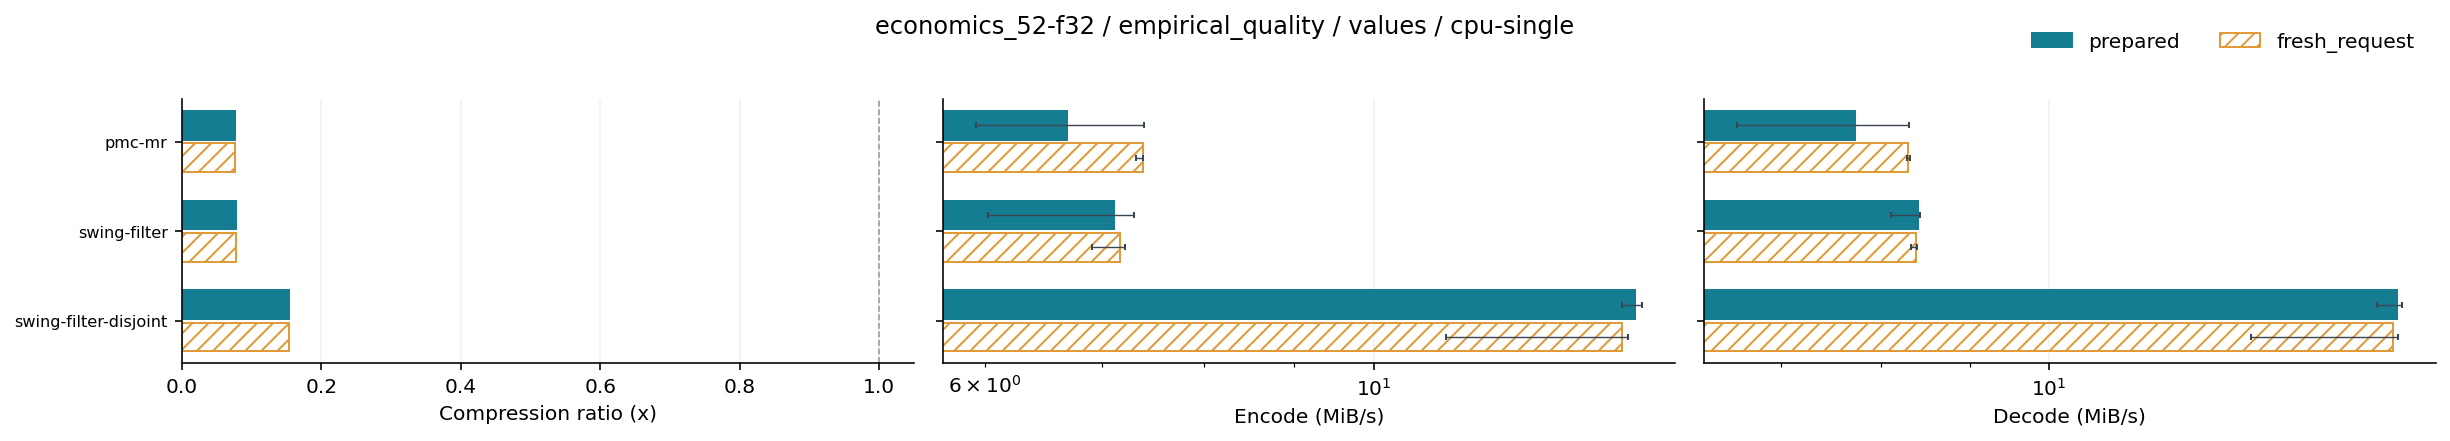 economics_52-f32 / empirical_quality / values / cpu-single
prepared fresh_request
pmc-mr
swing-filter
swing-filter-disjoint
0.0 0.2 0.4 0.6 0.8 1.0
Compression ratio (x)
6 × 10⁰ 10¹
Encode (MiB/s)
10¹
Decode (MiB/s)